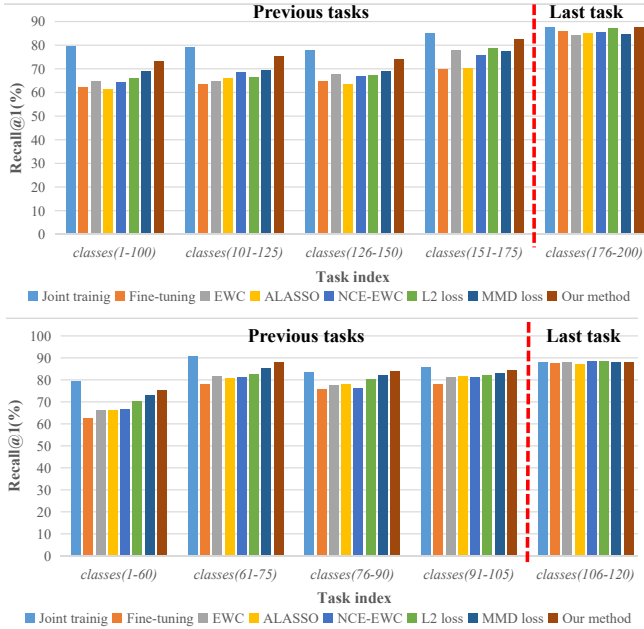 Previous tasks Last task
90
80
70
60
50
40
30
20
10
0
Recall@1(%)
classes(1-100) classes(101-125) classes(126-150) classes(151-175) classes(176-200)
Task index
Joint trainig Fine-tuning EWC ALASSO NCE-EWC L2 loss MMD loss Our method
Previous tasks Last task
100
90
80
70
60
50
40
30
20
10
0
Recall@1(%)
classes(1-60) classes(61-75) classes(76-90) classes(91-105) classes(106-120)
Task index
Joint trainig Fine-tuning EWC ALASSO NCE-EWC L2 loss MMD loss Our method